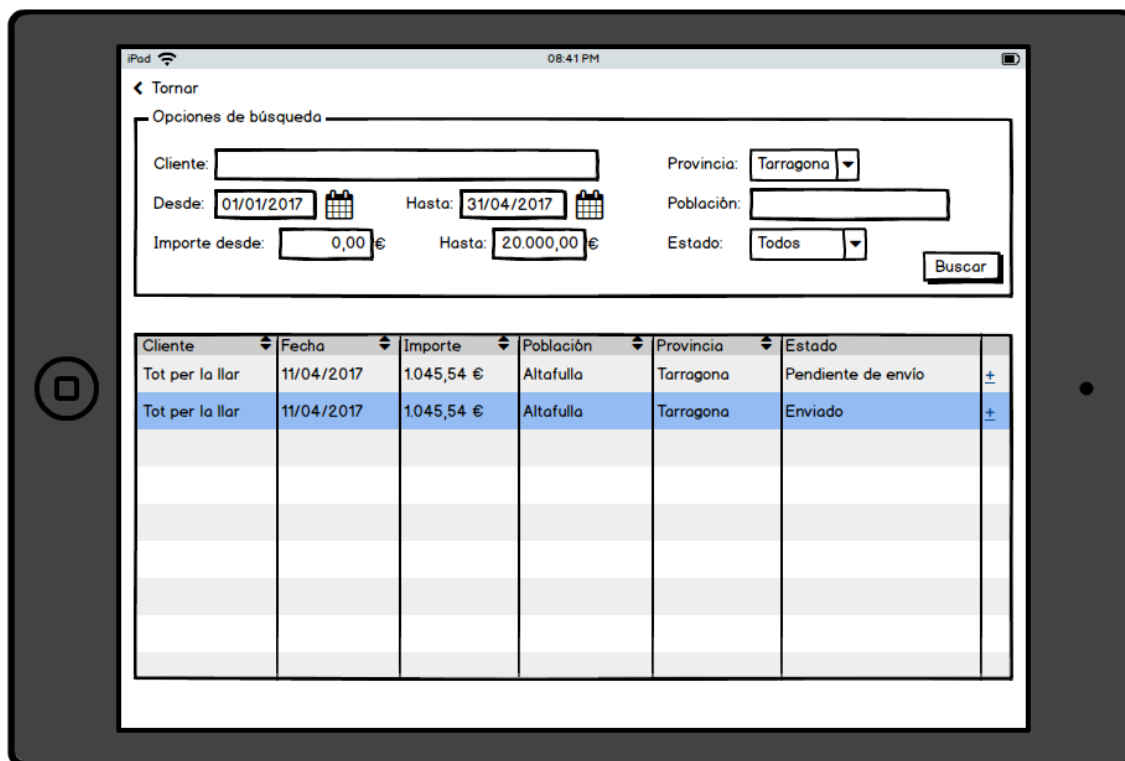 iPad 08:41 PM
Tornar
Opciones de búsqueda
Cliente: Provincia: Tarragona
Desde: 01/01/2017 Hasta: 31/04/2017 Población:
Importe desde: 0,00 € Hasta: 20.000,00 € Estado: Todos
Buscar
Cliente Fecha Importe Población Provincia Estado
Tot per la llar 11/04/2017 1.045,54 € Altafulla Tarragona Pendiente de envío +
Tot per la llar 11/04/2017 1.045,54 € Altafulla Tarragona Enviado +